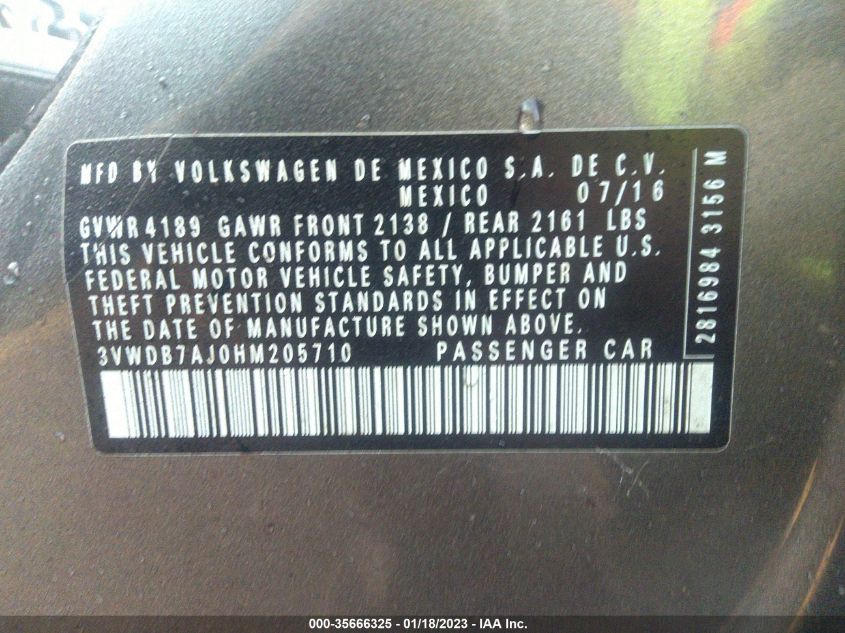 MFD BY VOLKSWAGEN DE MEXICO S.A. DE C.V.
MEXICO 07/16
GVWR 4189 GAWR FRONT 2138 / REAR 2161 LBS
THIS VEHICLE CONFORMS TO ALL APPLICABLE U.S.
FEDERAL MOTOR VEHICLE SAFETY, BUMPER AND
THEFT PREVENTION STANDARDS IN EFFECT ON
THE DATE OF MANUFACTURE SHOWN ABOVE.
3VWDB7AJ0HM205710 PASSENGER CAR
2816984 3156 M
000-35666325 - 01/18/2023 - IAA Inc.